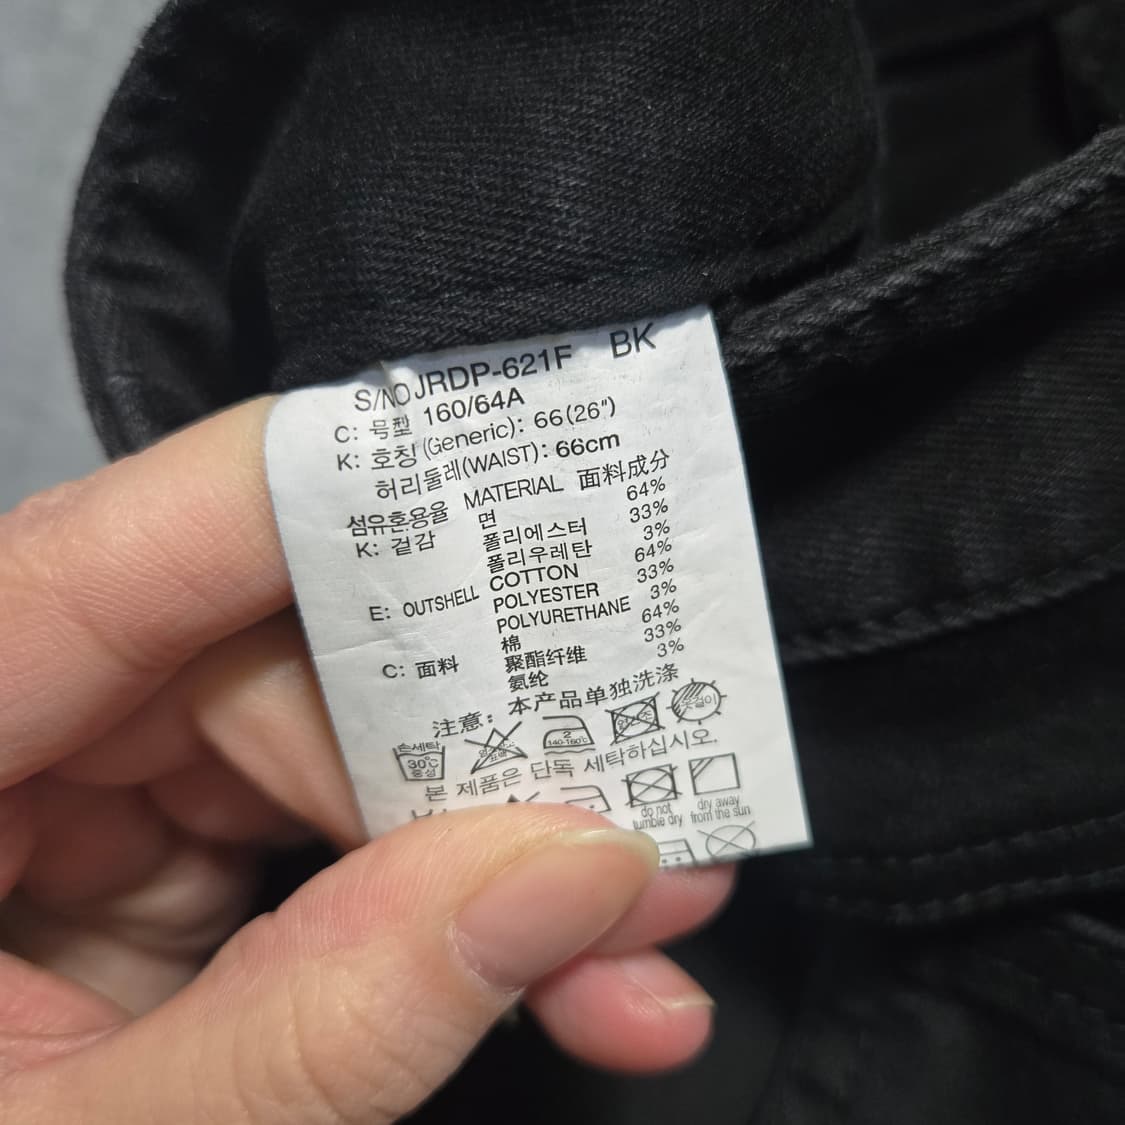 S/NO JRDP-621F BK
C: 号型 160/64A
K: 호칭 (Generic): 66(26")
허리둘레(WAIST): 66cm
섬유혼용율 MATERIAL 面料成分
K: 겉감 면 64%
폴리에스터 33%
폴리우레탄 3%
E: OUTSHELL COTTON 64%
POLYESTER 33%
POLYURETHANE 3%
C: 面料 棉 64%
聚酯纤维 33%
氨纶 3%
注意: 本产品单独洗涤
손세탁 30℃ 중성 2 140-160℃ 옷걸이
본 제품은 단독 세탁하십시오.
do not tumble dry dry away from the sun